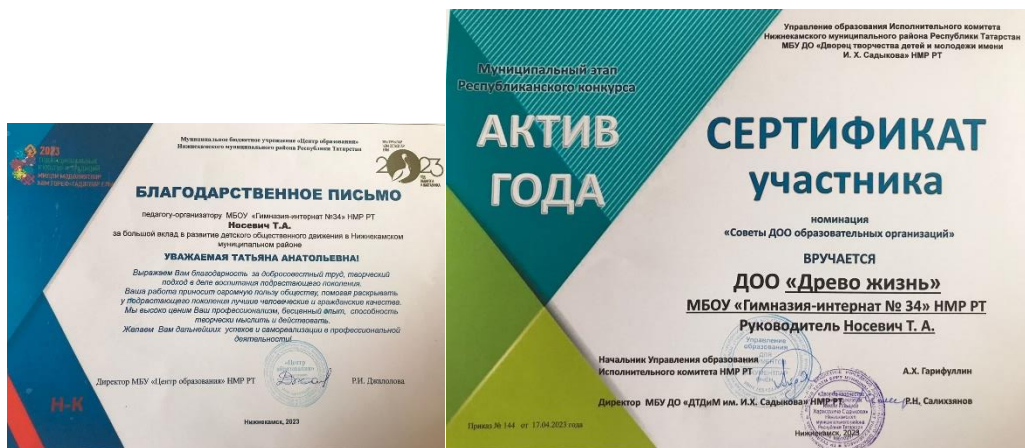 2023
Муниципальное бюджетное учреждение «Центр образования»
Нижнекамского муниципального района Республики Татарстан
2023
БЛАГОДАРСТВЕННОЕ ПИСЬМО
педагогу-организатору МБОУ «Гимназия-интернат №34» НМР РТ
Носевич Т.А.
за большой вклад в развитие детского общественного движения в Нижнекамском
муниципальном районе
УВАЖАЕМАЯ ТАТЬЯНА АНАТОЛЬЕВНА!
Выражаем Вам благодарность за добросовестный труд, творческий
подход в деле воспитания подрастающего поколения.
Ваша работа приносит огромную пользу обществу, помогая раскрывать
у подрастающего поколения лучшие человеческие и гражданские качества.
Мы высоко ценим Ваш профессионализм, бесценный опыт, способность
творчески мыслить и действовать.
Желаем Вам дальнейших успехов и самореализации в профессиональной
деятельности!
«Центр
образования»
Директор МБУ «Центр образования» НМР РТ
Р.И. Джалолова
Н-К
Нижнекамск, 2023
Управление образования Исполнительного комитета
Нижнекамского муниципального района Республики Татарстан
МБУ ДО «Дворец творчества детей и молодежи имени
И. Х. Садыкова» НМР РТ
Муниципальный этап
Республиканского конкурса
АКТИВ
ГОДА
СЕРТИФИКАТ
участника
номинация
«Советы ДОО образовательных организаций»
ВРУЧАЕТСЯ
ДОО «Древо жизнь»
МБОУ «Гимназия-интернат № 34» НМР РТ
Руководитель Носевич Т. А.
Управление
образования
Начальник Управления образования
Исполнительного комитета НМР РТ
А.Х. Гарифуллин
Директор МБУ ДО «ДТДиМ им. И.Х. Садыкова» НМР РТ
Р.Н, Салихзянов
Приказ № 144 от 17.04.2023 года
Нижнекамск, 2023